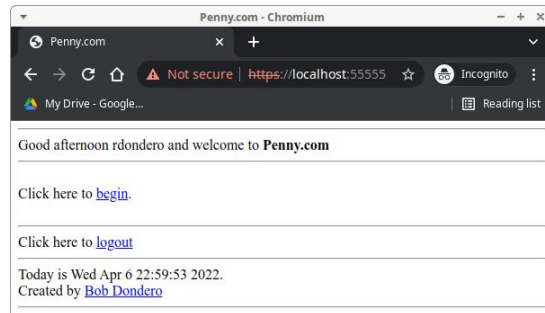 Penny.com - Chromium
Penny.com
Not secure | https://localhost:55555
Incognito
My Drive - Google...
Reading list
Good afternoon rdondero and welcome to Penny.com
Click here to begin.
Click here to logout
Today is Wed Apr 6 22:59:53 2022.
Created by Bob Dondero